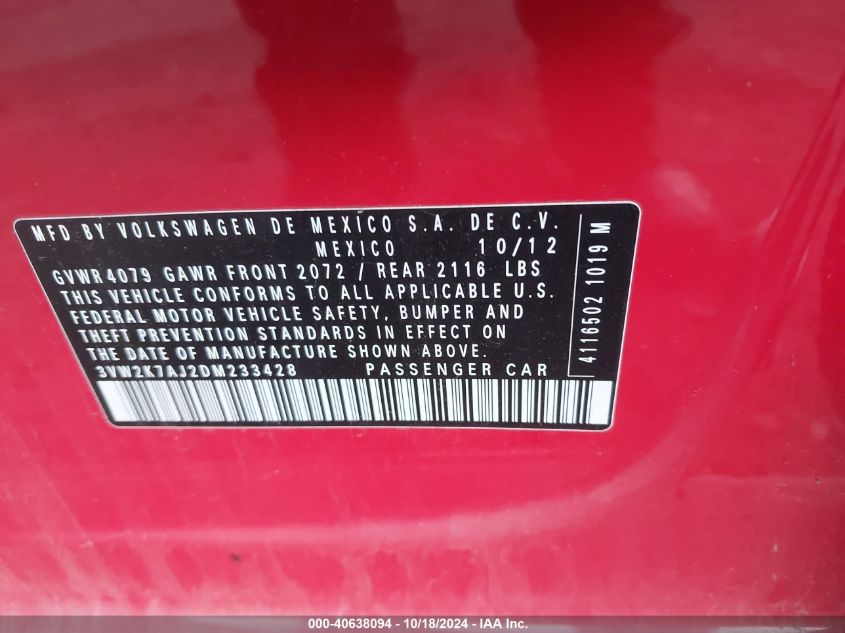 MFD BY VOLKSWAGEN DE MEXICO S.A. DE C.V.
MEXICO 10/12
GVWR4079 GAWR FRONT 2072 / REAR 2116 LBS
THIS VEHICLE CONFORMS TO ALL APPLICABLE U.S.
FEDERAL MOTOR VEHICLE SAFETY, BUMPER AND
THEFT PREVENTION STANDARDS IN EFFECT ON
THE DATE OF MANUFACTURE SHOWN ABOVE.
3VW2K7AJ2DM233428 PASSENGER CAR
4116502 1019 M
000-40638094 - 10/18/2024 - IAA Inc.